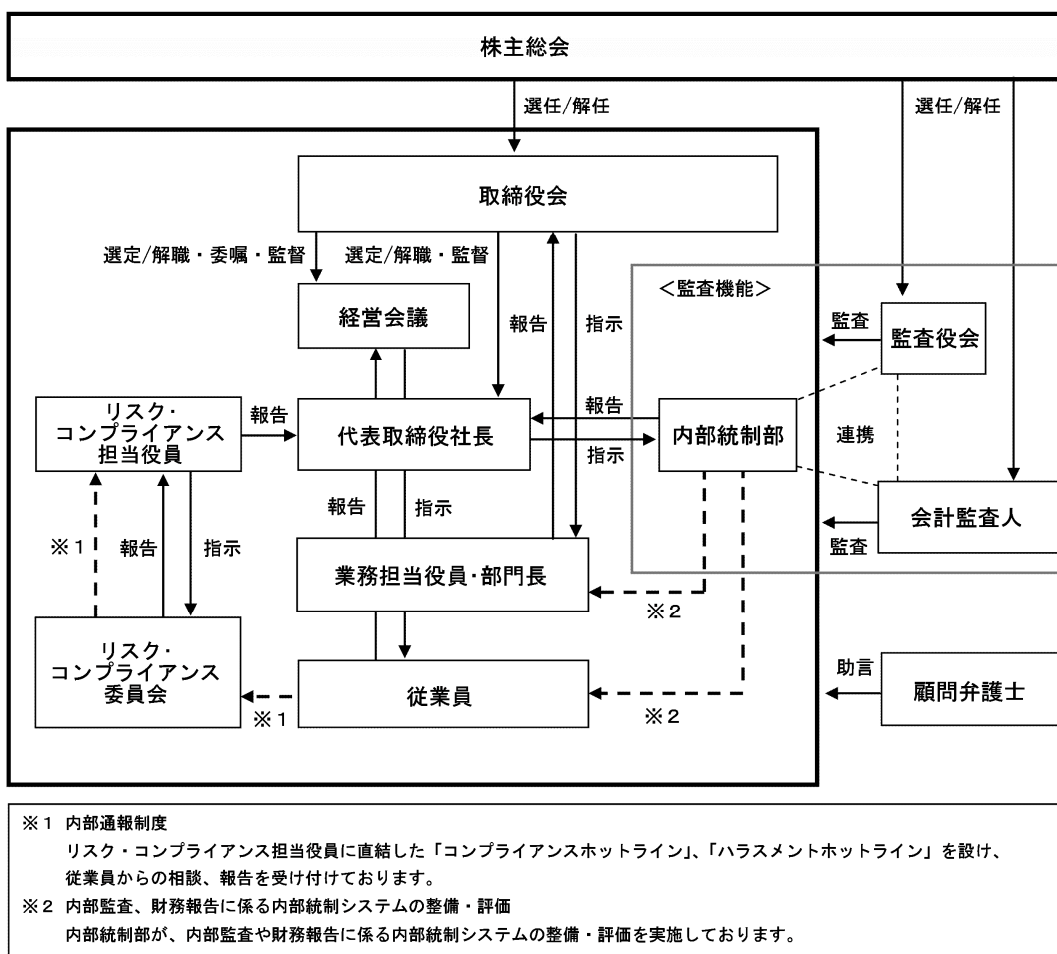 株主総会
選任/解任
選任/解任
取締役会
選定/解職・委嘱・監督
選定/解職・監督
＜監査機能＞
経営会議
報告
指示
監査
監査役会
リスク・
コンプライアンス
担当役員
報告
代表取締役社長
報告
指示
内部統制部
連携
報告
指示
※1
報告
指示
業務担当役員・部門長
※2
監査
会計監査人
リスク・
コンプライアンス
委員会
※1
従業員
※2
助言
顧問弁護士
※1 内部通報制度
リスク・コンプライアンス担当役員に直結した「コンプライアンスホットライン」、「ハラスメントホットライン」を設け、
従業員からの相談、報告を受け付けております。
※2 内部監査、財務報告に係る内部統制システムの整備・評価
内部統制部が、内部監査や財務報告に係る内部統制システムの整備・評価を実施しております。